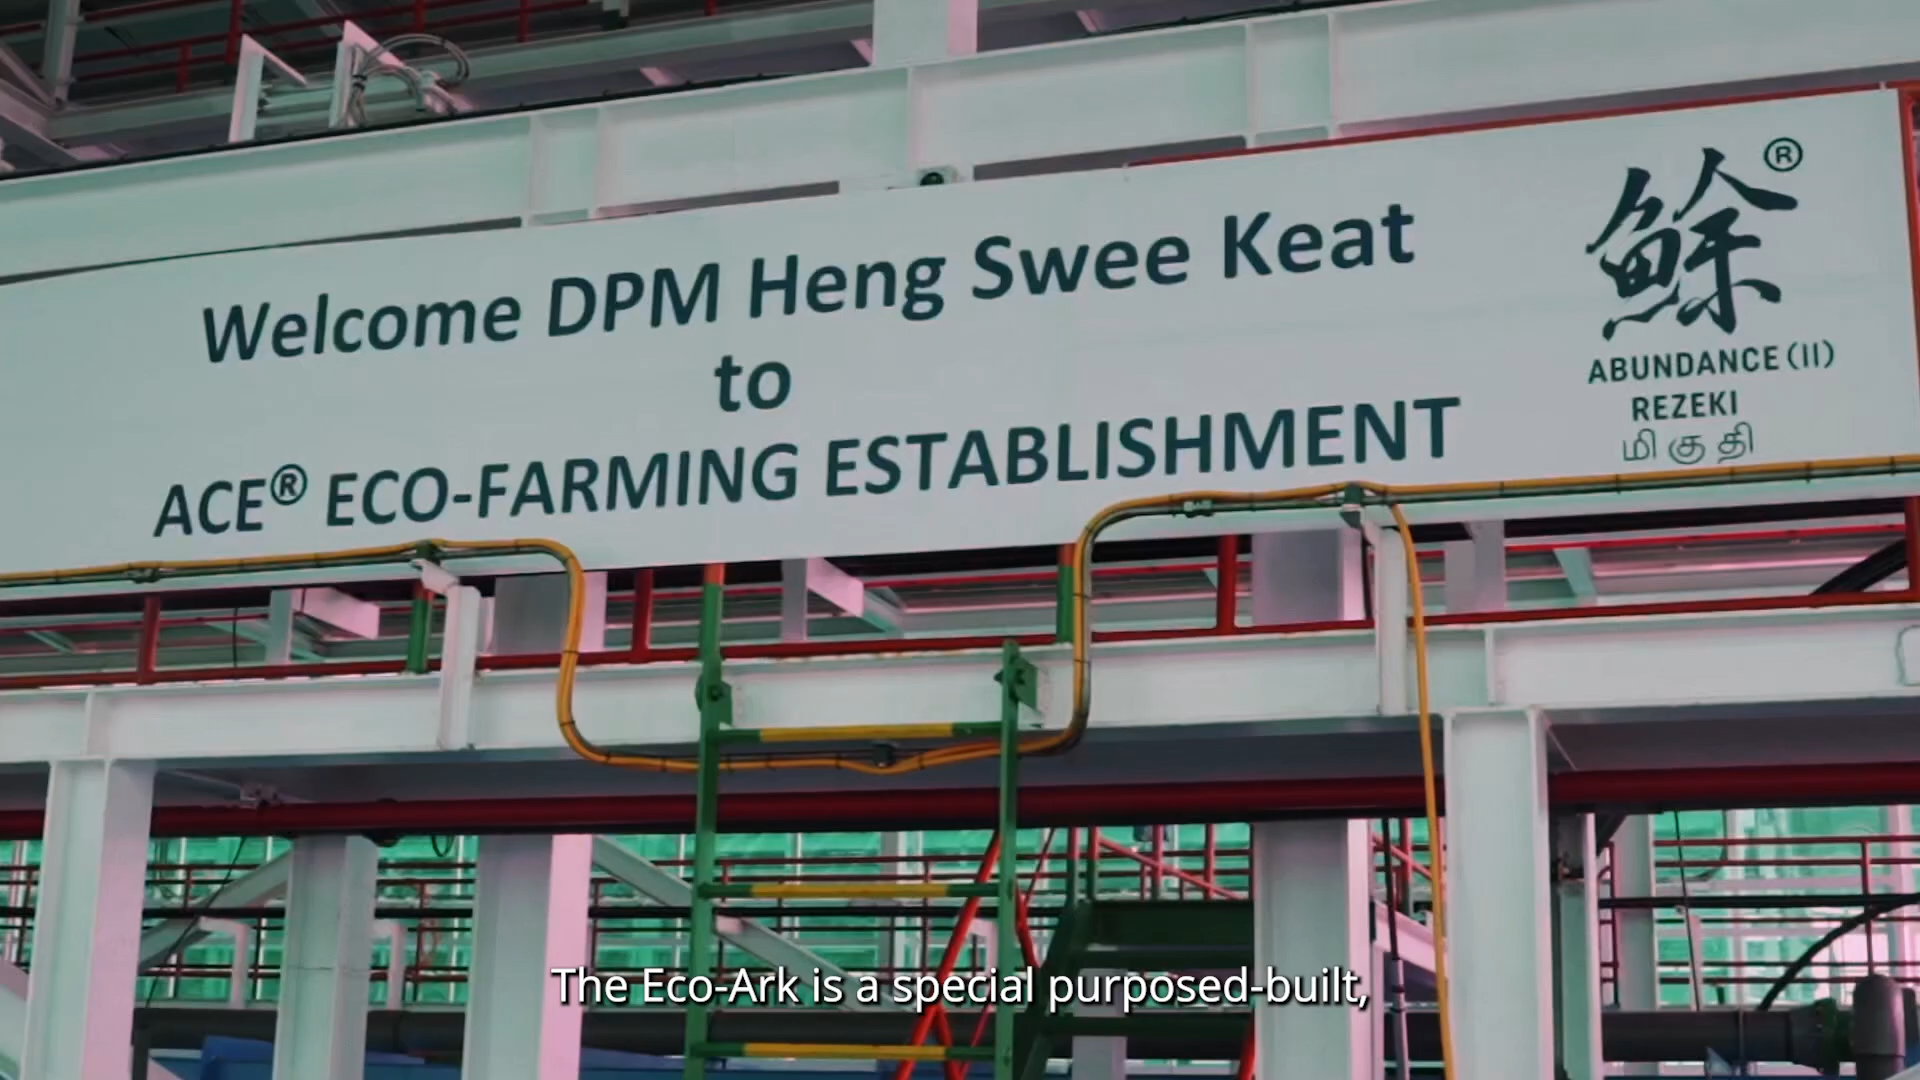 Welcome DPM Heng Swee Keat
to
ACE® ECO-FARMING ESTABLISHMENT
鮽®
ABUNDANCE (II)
REZEKI
மிகுதி
The Eco-Ark is a special purposed-built,